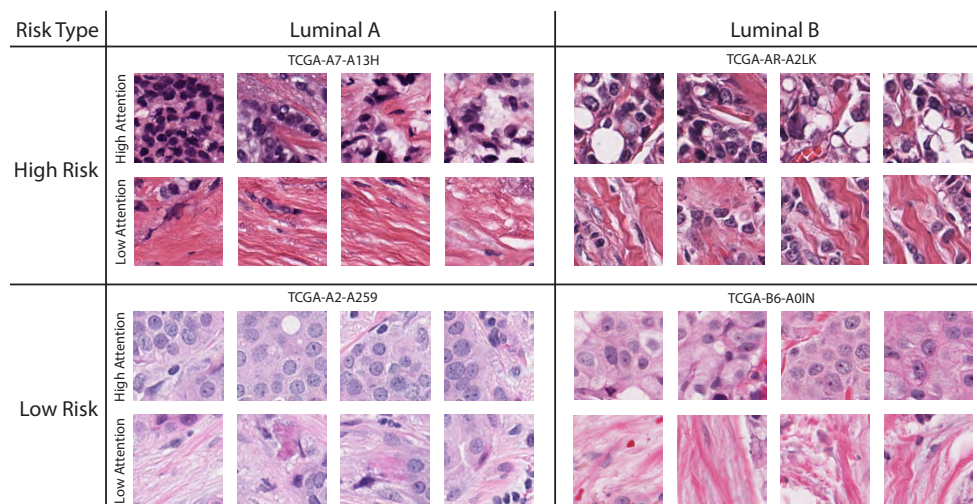 Risk Type
Luminal A
Luminal B
High Risk
TCGA-A7-A13H
TCGA-AR-A2LK
High Attention
Low Attention
Low Risk
TCGA-A2-A259
TCGA-B6-A0IN
High Attention
Low Attention